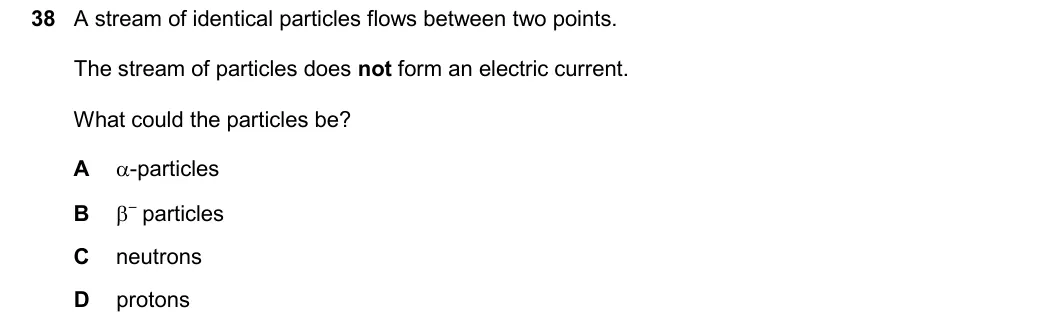 38 A stream of identical particles flows between two points.
The stream of particles does not form an electric current.
What could the particles be?
A α-particles
B β⁻ particles
C neutrons
D protons